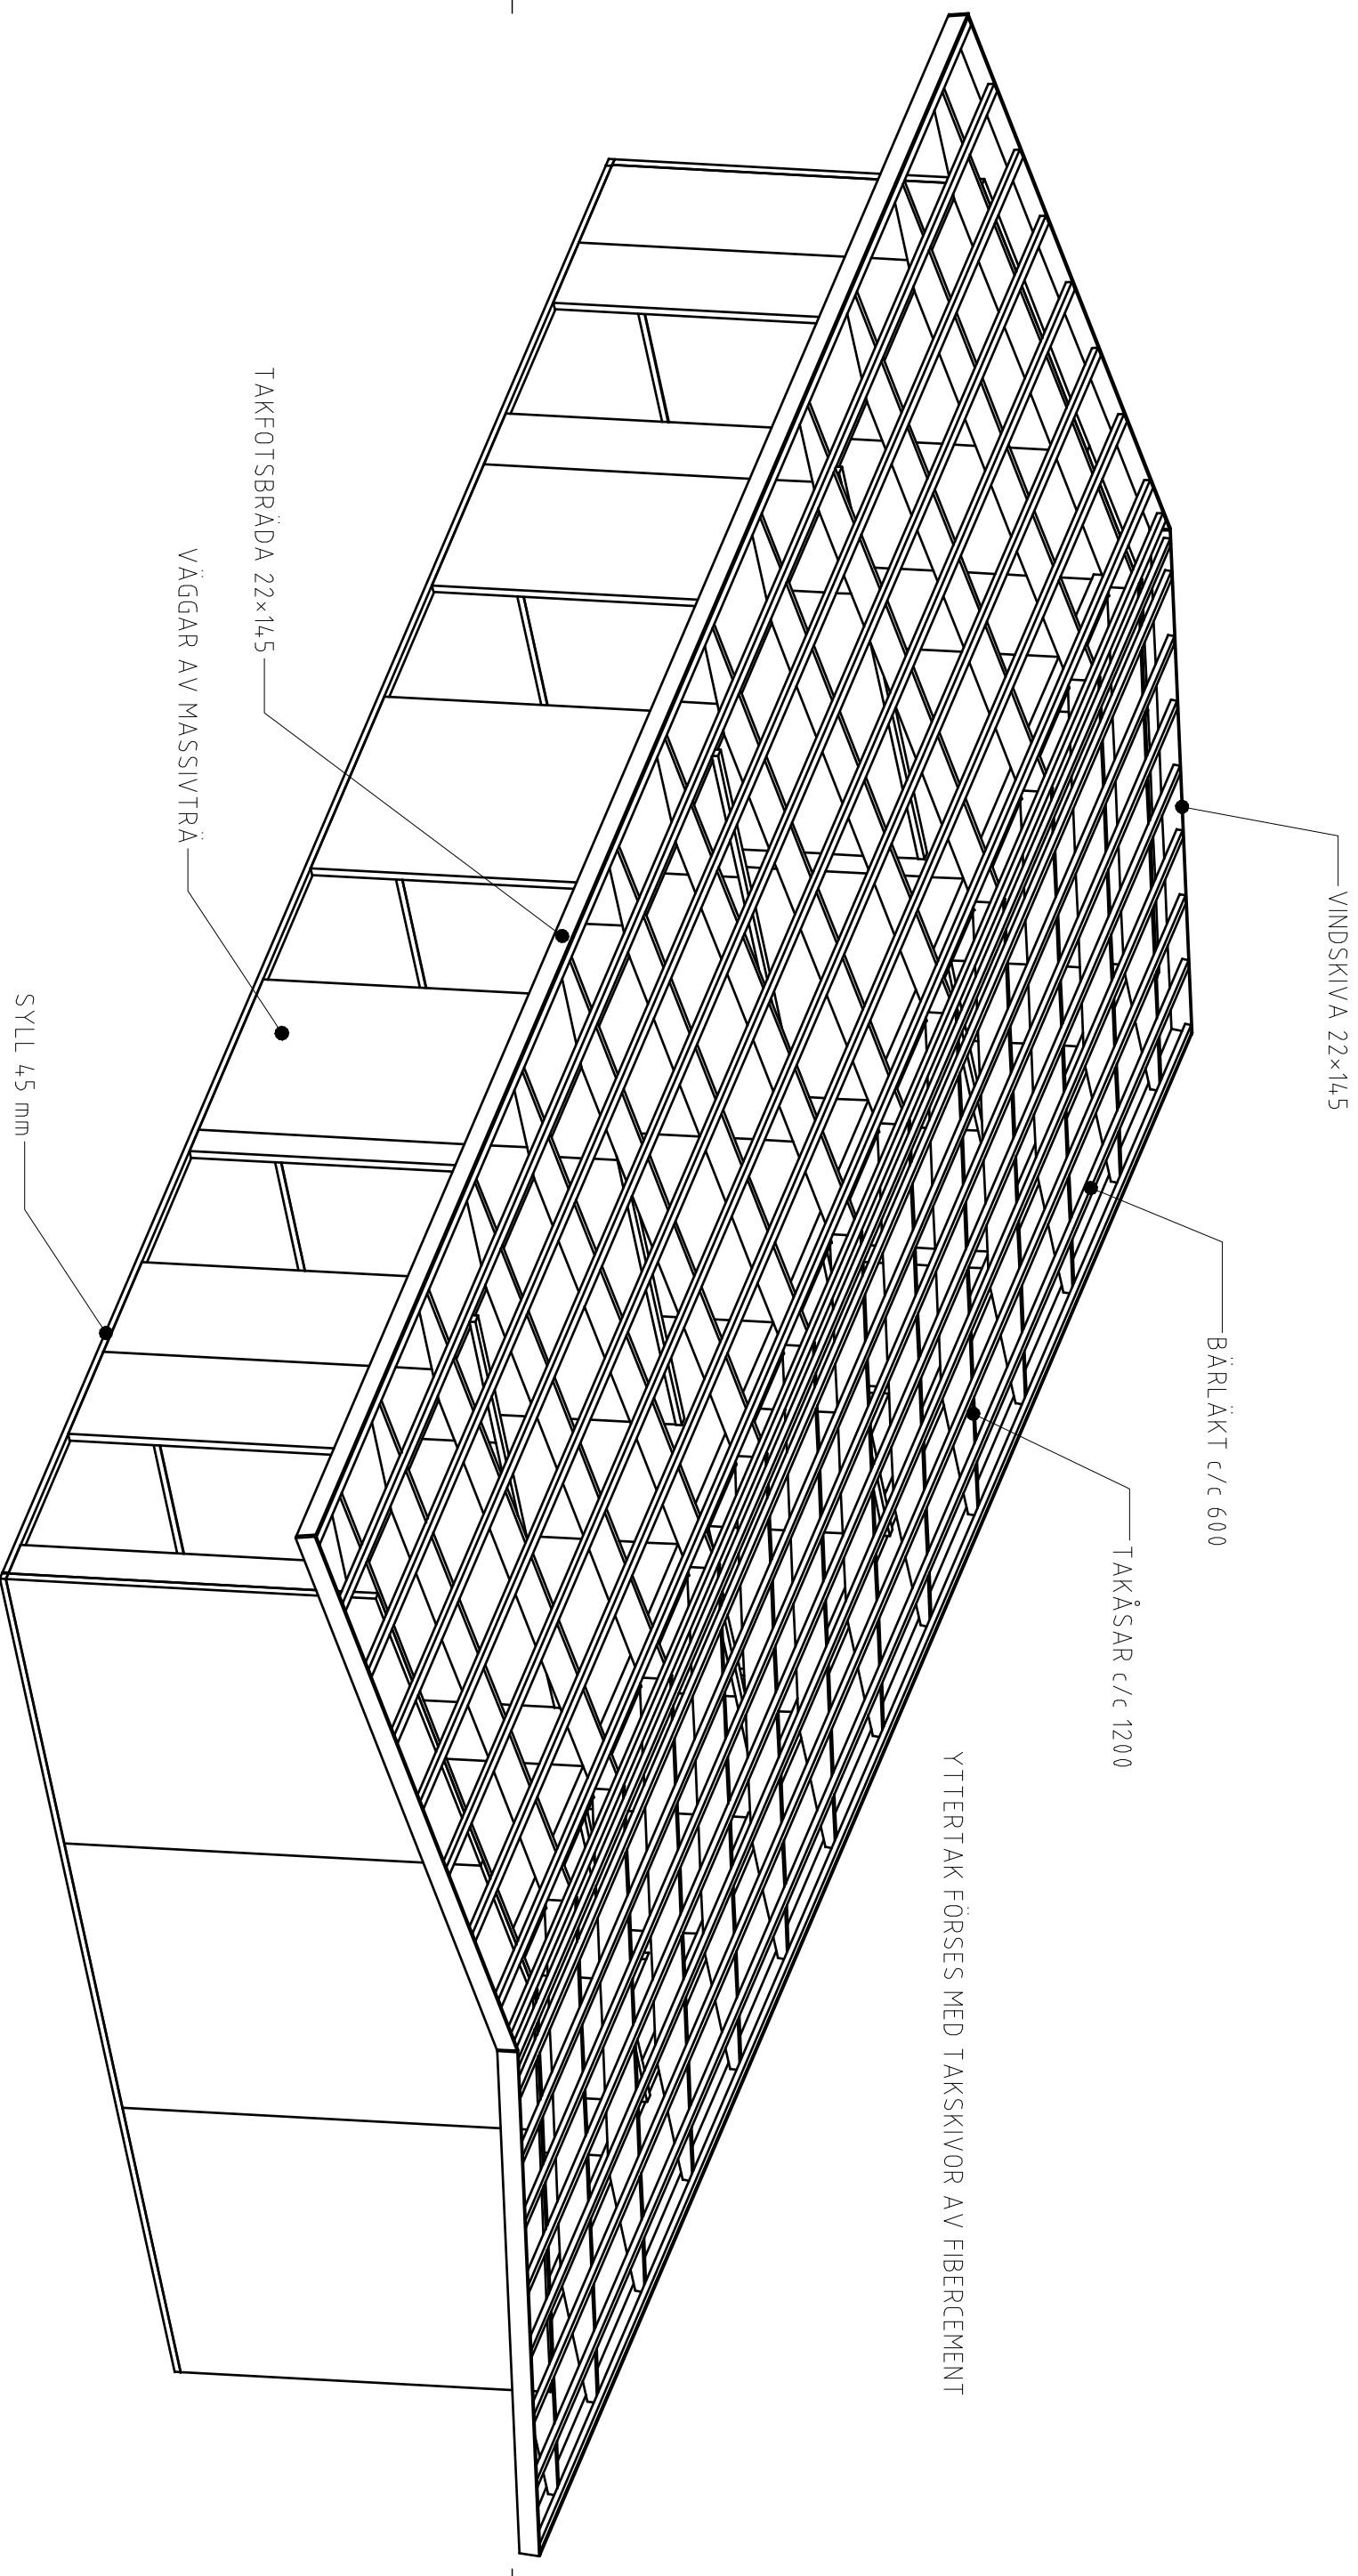 VINDSKIVA 22×145
BÄRLÄKT c/c 600
TAKÅSAR c/c 1200
YTTERTAK FÖRSES MED TAKSKIVOR AV FIBERCEMENT
TAKFOTSBRÄDA 22×145
VÄGGAR AV MASSIVTRÄ
SYLL 45 mm